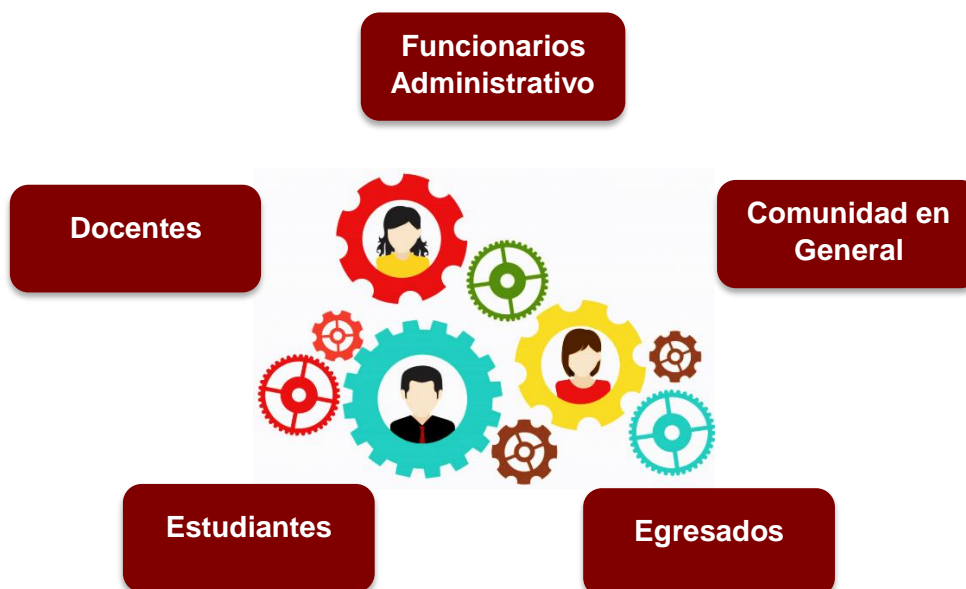 Funcionarios
Administrativo
Docentes
Comunidad en
General
Estudiantes
Egresados